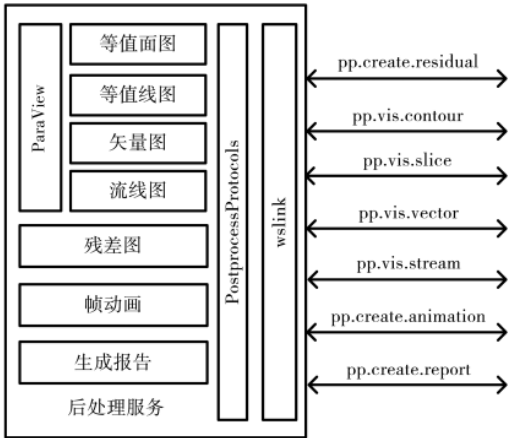 ParaView
等值面图
等值线图
矢量图
流线图
残差图
帧动画
生成报告
后处理服务
PostprocessProtocols
wslink
pp.create.residual
pp.vis.contour
pp.vis.slice
pp.vis.vector
pp.vis.stream
pp.create.animation
pp.create.report